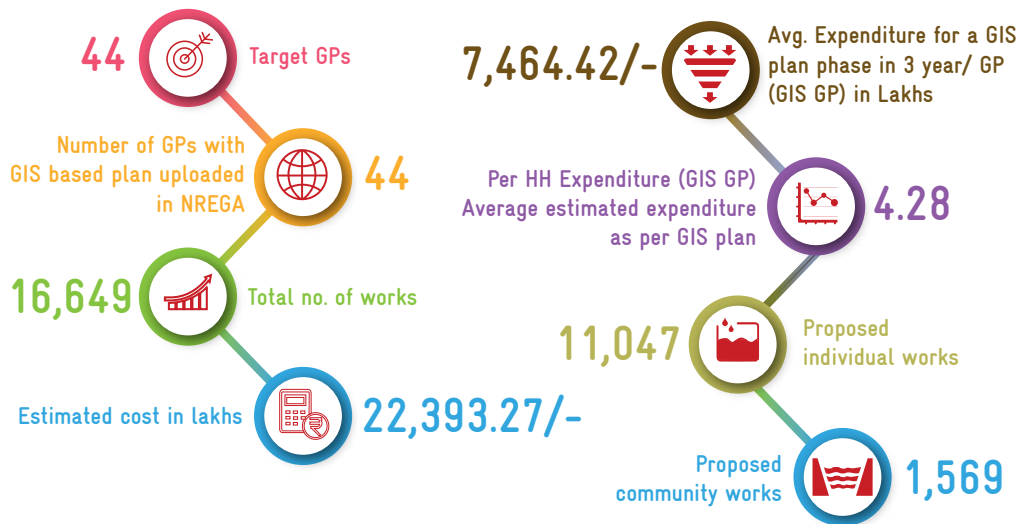 44
Target GPs
Number of GPs with
GIS based plan uploaded
in NREGA
44
16,649
Total no. of works
Estimated cost in lakhs
22,393.27/-
7,464.42/-
Avg. Expenditure for a GIS
plan phase in 3 year/ GP
(GIS GP) in Lakhs
Per HH Expenditure (GIS GP)
Average estimated expenditure
as per GIS plan
4.28
11,047
Proposed
individual works
Proposed
community works
1,569